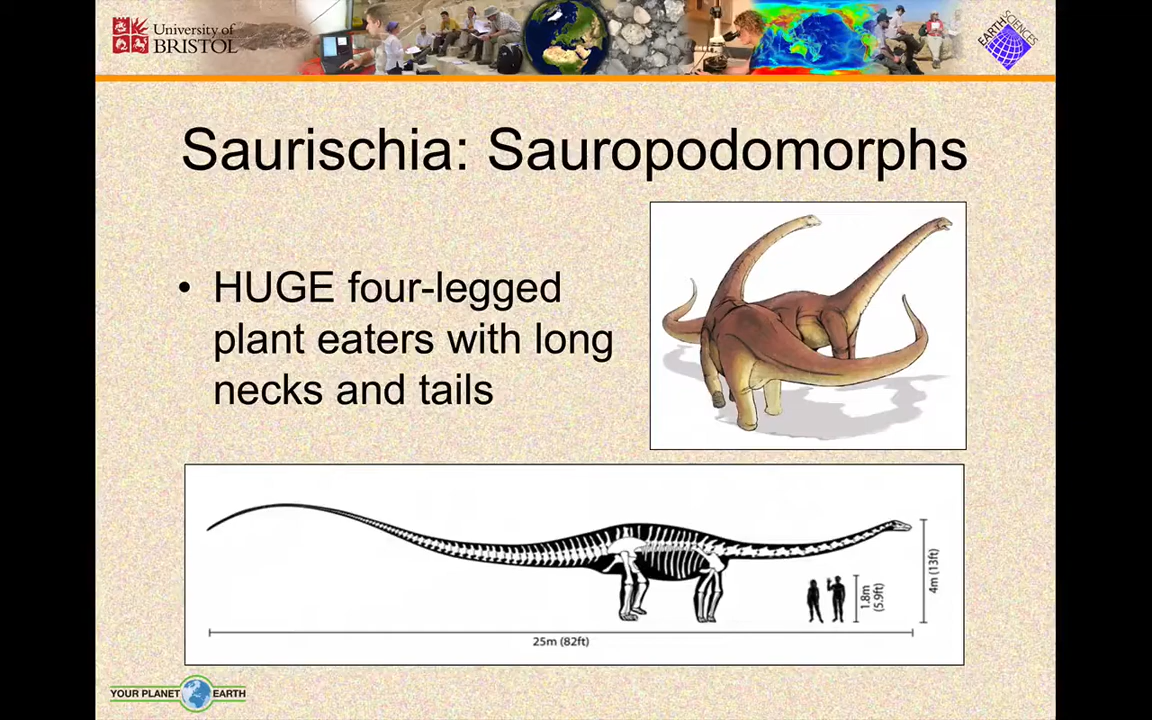 University of
BRISTOL
EARTH SCIENCES
Saurischia: Sauropodomorphs
• HUGE four-legged
plant eaters with long
necks and tails
4m (13ft)
1.8m
(5.9ft)
25m (82ft)
YOUR PLANET EARTH